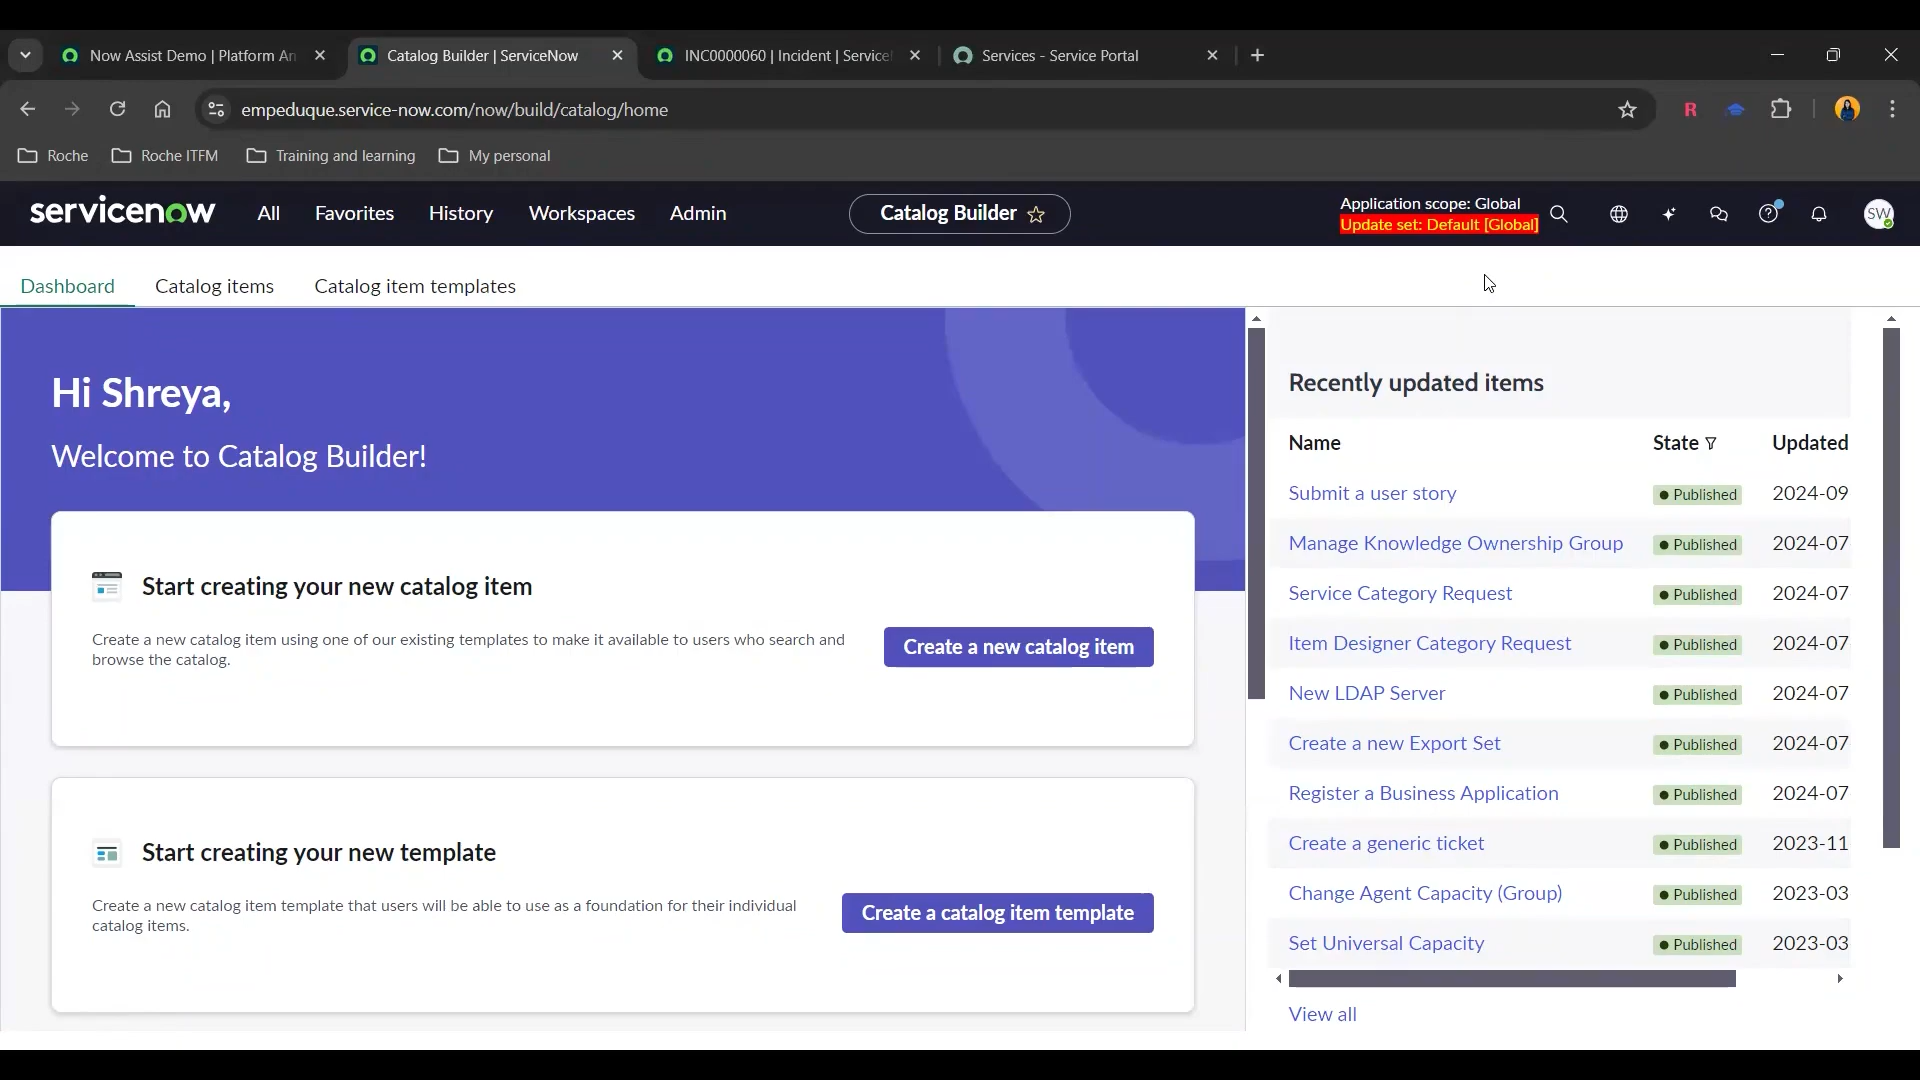 Now Assist Demo | Platform An
Catalog Builder | ServiceNow
INC0000060 | Incident | Service
Services - Service Portal
empeduque.service-now.com/now/build/catalog/home
R
Roche
Roche ITFM
Training and learning
My personal
servicenow
All
Favorites
History
Workspaces
Admin
Catalog Builder
Application scope: Global
Update set: Default [Global]
SW
Dashboard
Catalog items
Catalog item templates
Hi Shreya,
Welcome to Catalog Builder!
Start creating your new catalog item
Create a new catalog item using one of our existing templates to make it available to users who search and
browse the catalog.
Create a new catalog item
Start creating your new template
Create a new catalog item template that users will be able to use as a foundation for their individual
catalog items.
Create a catalog item template
Recently updated items
Name State Updated
Submit a user story Published 2024-09
Manage Knowledge Ownership Group Published 2024-07
Service Category Request Published 2024-07
Item Designer Category Request Published 2024-07
New LDAP Server Published 2024-07
Create a new Export Set Published 2024-07
Register a Business Application Published 2024-07
Create a generic ticket Published 2023-11
Change Agent Capacity (Group) Published 2023-03
Set Universal Capacity Published 2023-03
View all